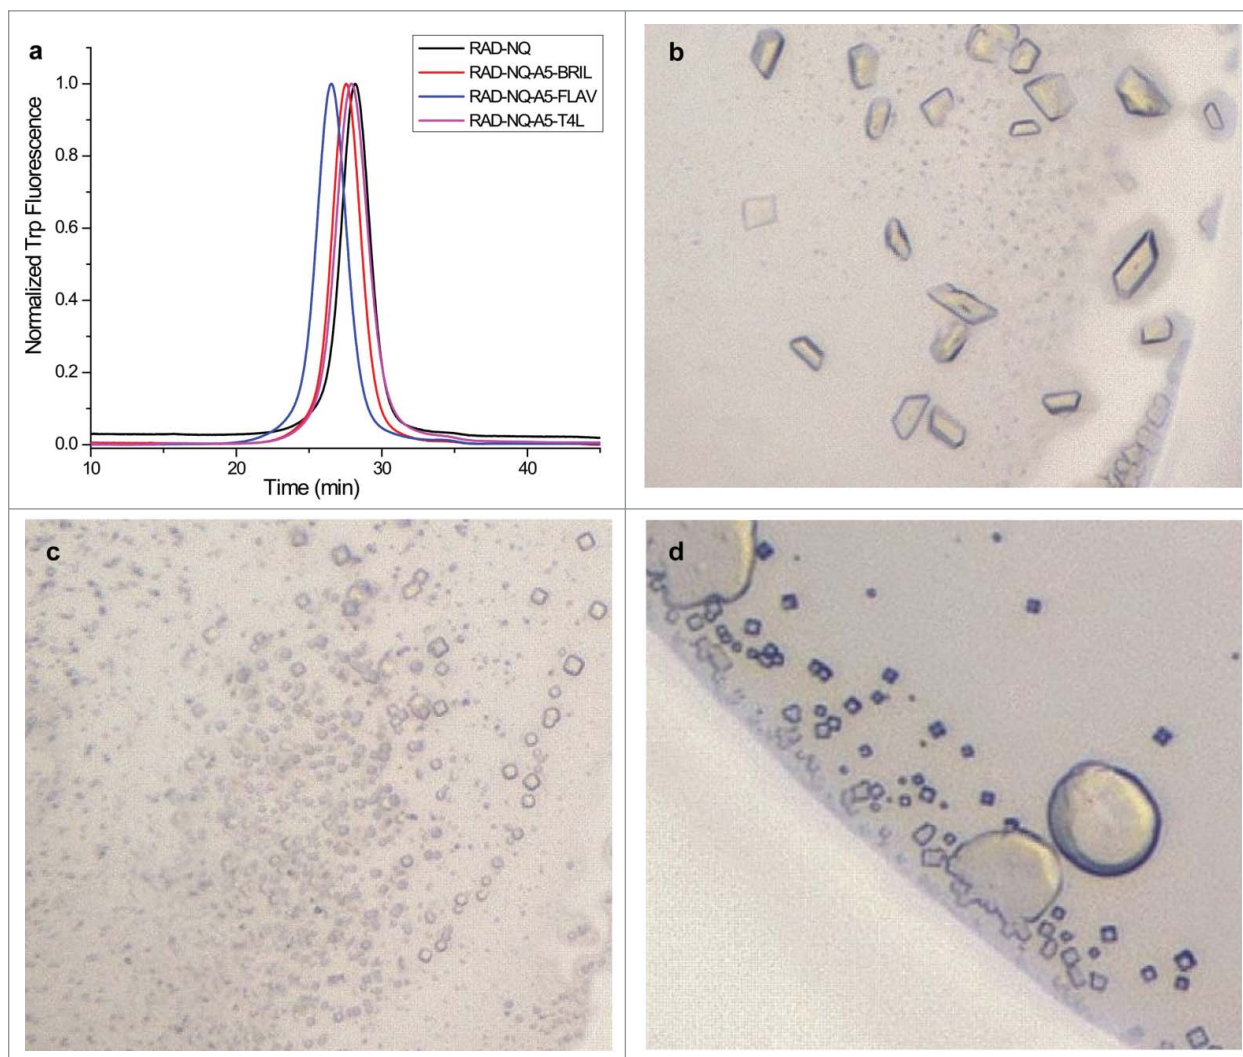 a
RAD-NQ
RAD-NQ-A5-BRIL
RAD-NQ-A5-FLAV
RAD-NQ-A5-T4L
Normalized Trp Fluorescence
1.0
0.8
0.6
0.4
0.2
0.0
10
20
30
40
Time (min)
b
c
d